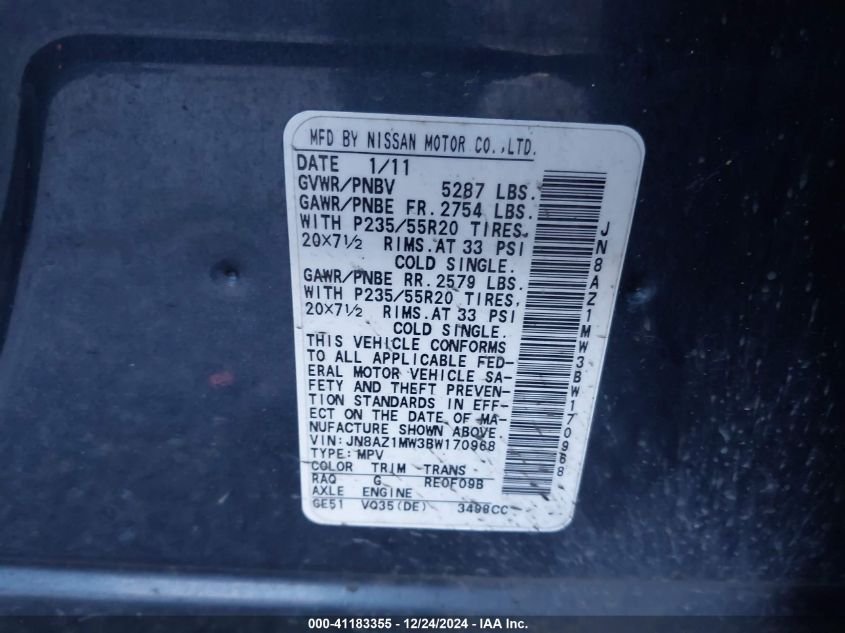 MFD BY NISSAN MOTOR CO.,LTD.
DATE 1/11
GVWR/PNBV 5287 LBS.
GAWR/PNBE FR. 2754 LBS.
WITH P235/55R20 TIRES,
20×7½ RIMS.AT 33 PSI
COLD SINGLE.
GAWR/PNBE RR. 2579 LBS.
WITH P235/55R20 TIRES,
20×7½ RIMS.AT 33 PSI
COLD SINGLE.
THIS VEHICLE CONFORMS
TO ALL APPLICABLE FED-
ERAL MOTOR VEHICLE SA-
FETY AND THEFT PREVEN-
TION STANDARDS IN EFF-
ECT ON THE DATE OF MA-
NUFACTURE SHOWN ABOVE.
VIN:JN8AZ1MW3BW170968
TYPE:MPV
COLOR TRIM TRANS
RAQ G RE0F09B
AXLE ENGINE
GE51 VQ35(DE) 3498CC
JN8AZ1MW3BW170968
000-41183355 • 12/24/2024 - IAA Inc.